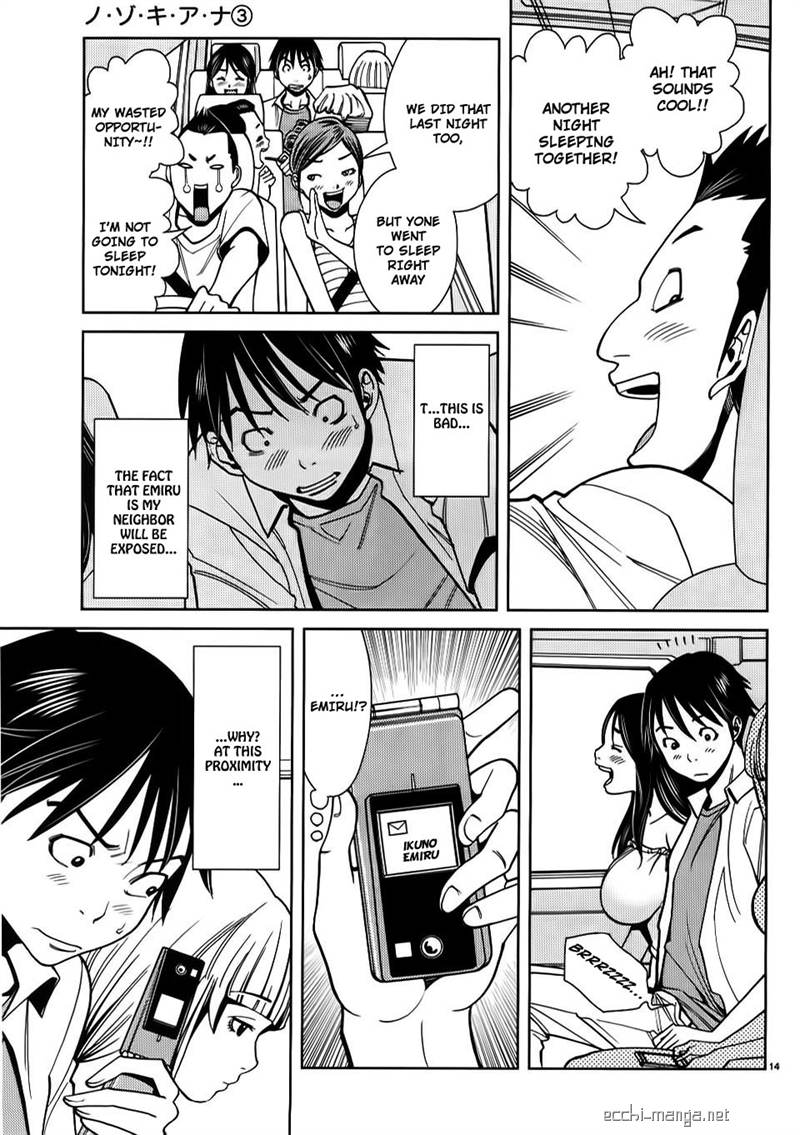 ノ・ゾ・キ・ア・ナ③
AH! THAT
SOUNDS
COOL!!
ANOTHER
NIGHT
SLEEPING
TOGETHER!
WE DID THAT
LAST NIGHT
TOO,
BUT YONE
WENT
TO SLEEP
RIGHT
AWAY
MY WASTED
OPPORTU-
NITY~!!
I'M NOT
GOING TO
SLEEP
TONIGHT!
T...THIS IS
BAD...
THE FACT
THAT EMIRU
IS MY
NEIGHBOR
WILL BE
EXPOSED...
BRRRZZZZ...
...
EMIRU!?
IKUNO
EMIRU
...WHY?
AT THIS
PROXIMITY
...
14
ecchi-manga.net